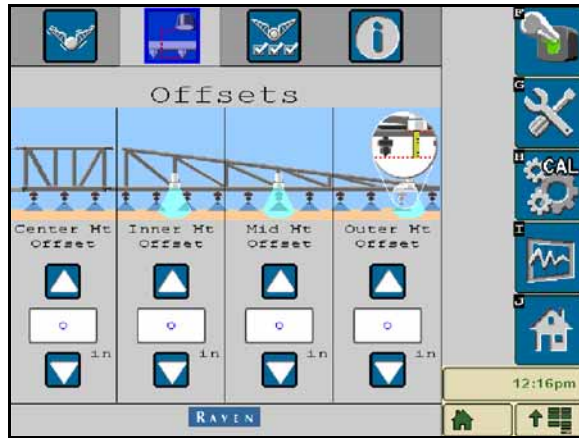 Offsets
F
G
H
CAL
I
J
Center Ht Offset
Inner Ht Offset
Mid Ht Offset
Outer Ht Offset
0
0
0
0
in
in
in
in
RAVEN
12:16pm